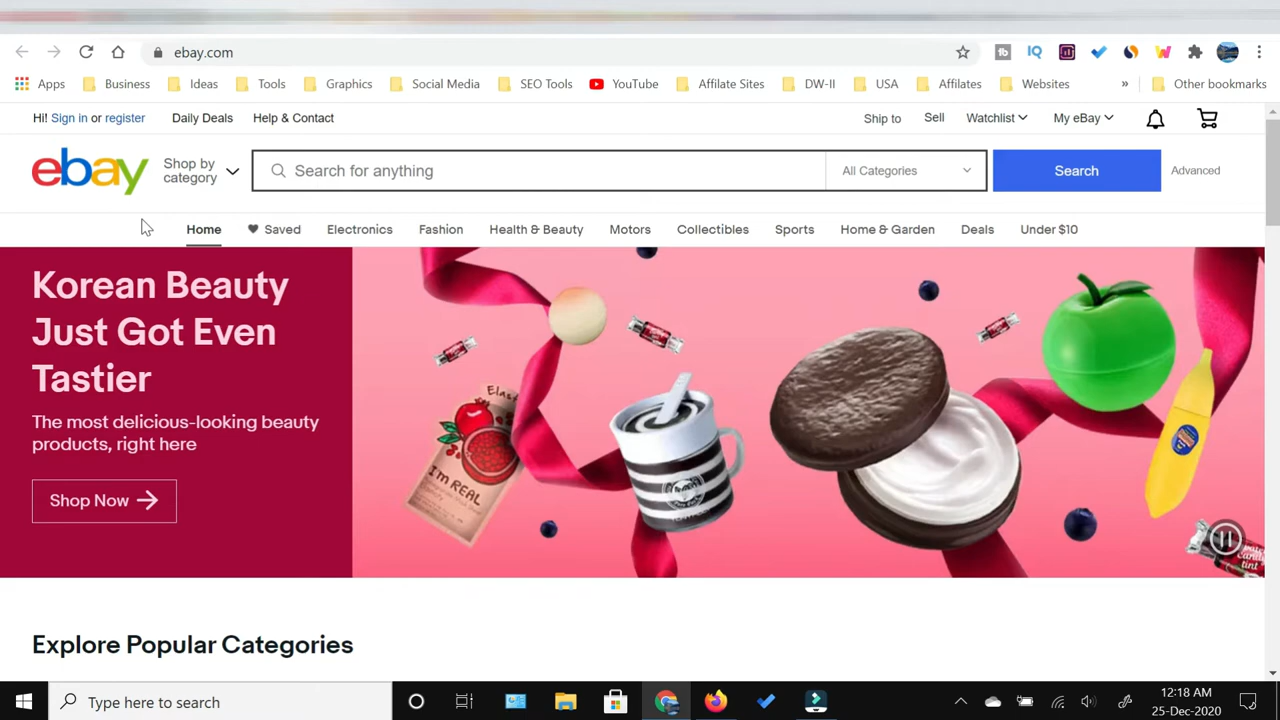 ebay.com
Apps Business Ideas Tools Graphics Social Media SEO Tools YouTube Affilate Sites DW-II USA Affilates Websites » Other bookmarks
Hi! Sign in or register Daily Deals Help & Contact Ship to Sell Watchlist My eBay
ebay
Shop by
category
Search for anything
All Categories
Search
Advanced
Home Saved Electronics Fashion Health & Beauty Motors Collectibles Sports Home & Garden Deals Under $10
Korean Beauty
Just Got Even
Tastier
The most delicious-looking beauty
products, right here
Shop Now
I'm REAL
Explore Popular Categories
Type here to search
12:18 AM
25-Dec-2020